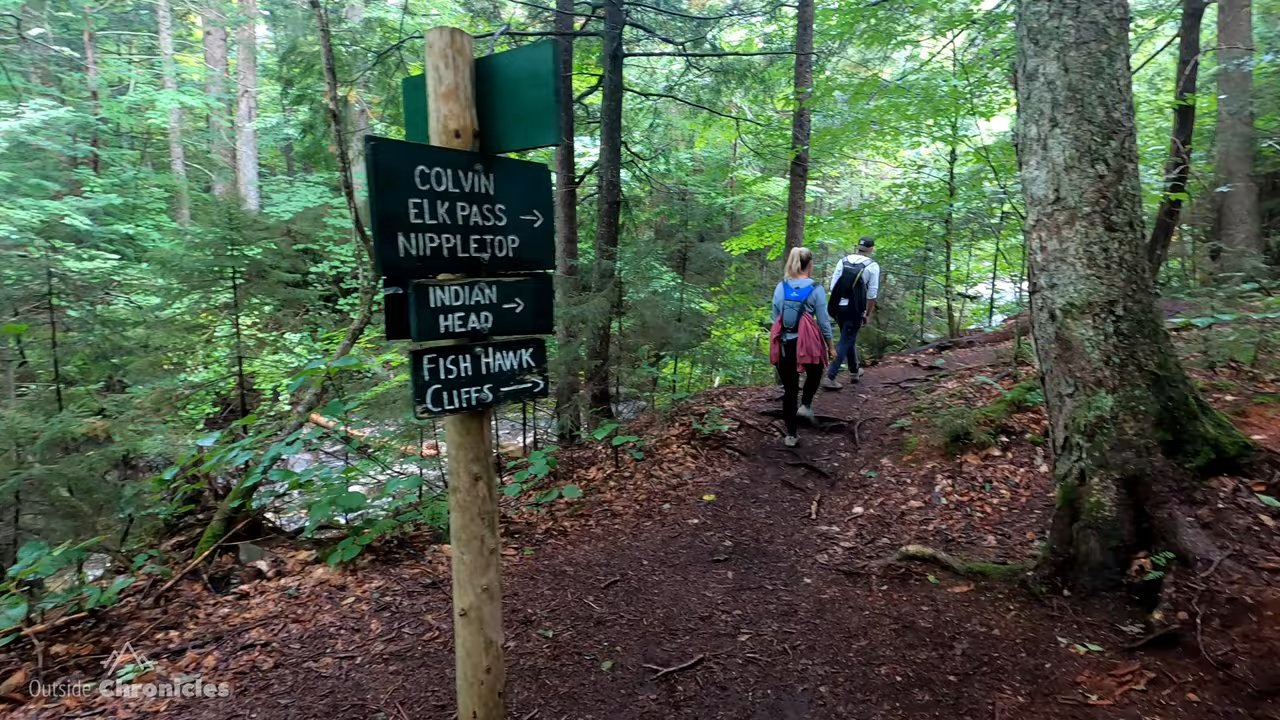 COLVIN
ELK PASS →
NIPPLETOP
INDIAN →
HEAD
FISH HAWK
CLIFFS →
Outside Chronicles